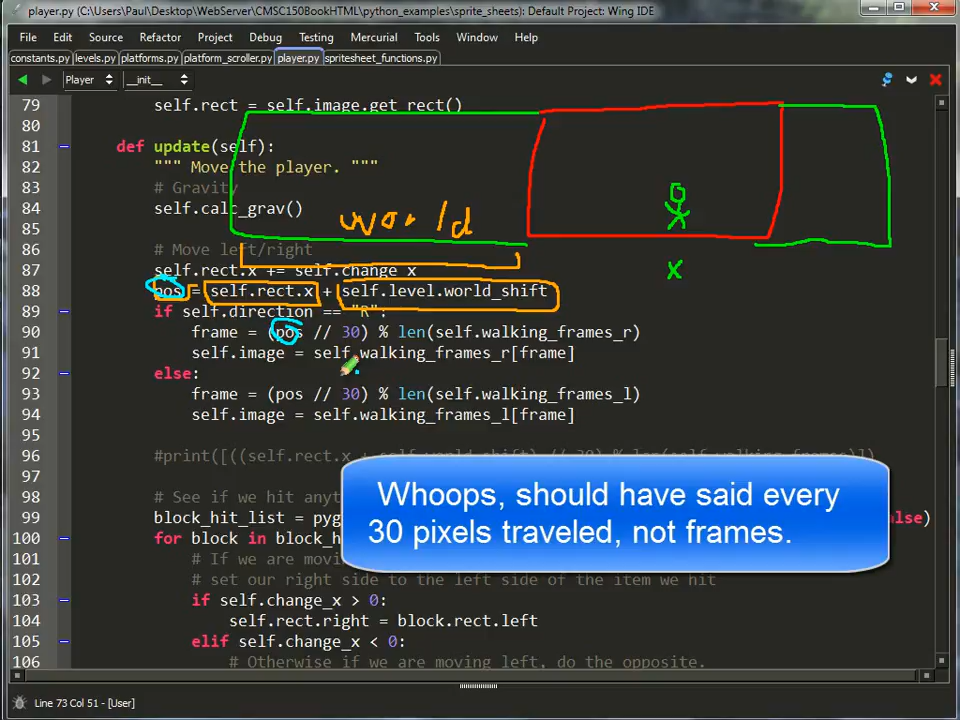 player.py (C:\Users\Paul\Desktop\WebServer\CMSC150BookHTML\python_examples\sprite_sheets): Default Project: Wing IDE
File Edit Source Refactor Project Debug Testing Mercurial Tools Window Help
constants.py levels.py platforms.py platform_scroller.py player.py spritesheet_functions.py
Player __init__
79 self.rect = self.image.get_rect()
80
81 def update(self):
82 """ Move the player. """
83 # Gravity
84 self.calc_grav()
85
world
86 # Move left/right
87 self.rect.x += self.change_x
x
88 pos = self.rect.x + self.level.world_shift
89 if self.direction == "R":
90 frame = (pos // 30) % len(self.walking_frames_r)
91 self.image = self.walking_frames_r[frame]
92 else:
93 frame = (pos // 30) % len(self.walking_frames_l)
94 self.image = self.walking_frames_l[frame]
95
96 #print([((self.rect.x + self.world_shift) // 30) % len(self.walking_frames)])
97
98 # See if we hit anyt
99 block_hit_list = pyg alse)
100 for block in block_h
101 # If we are movi
102 # set our right side to the left side of the item we hit
103 if self.change_x > 0:
104 self.rect.right = block.rect.left
105 elif self.change_x < 0:
106 # Otherwise if we are moving left, do the opposite.
Whoops, should have said every
30 pixels traveled, not frames.
Line 73 Col 51 - [User]